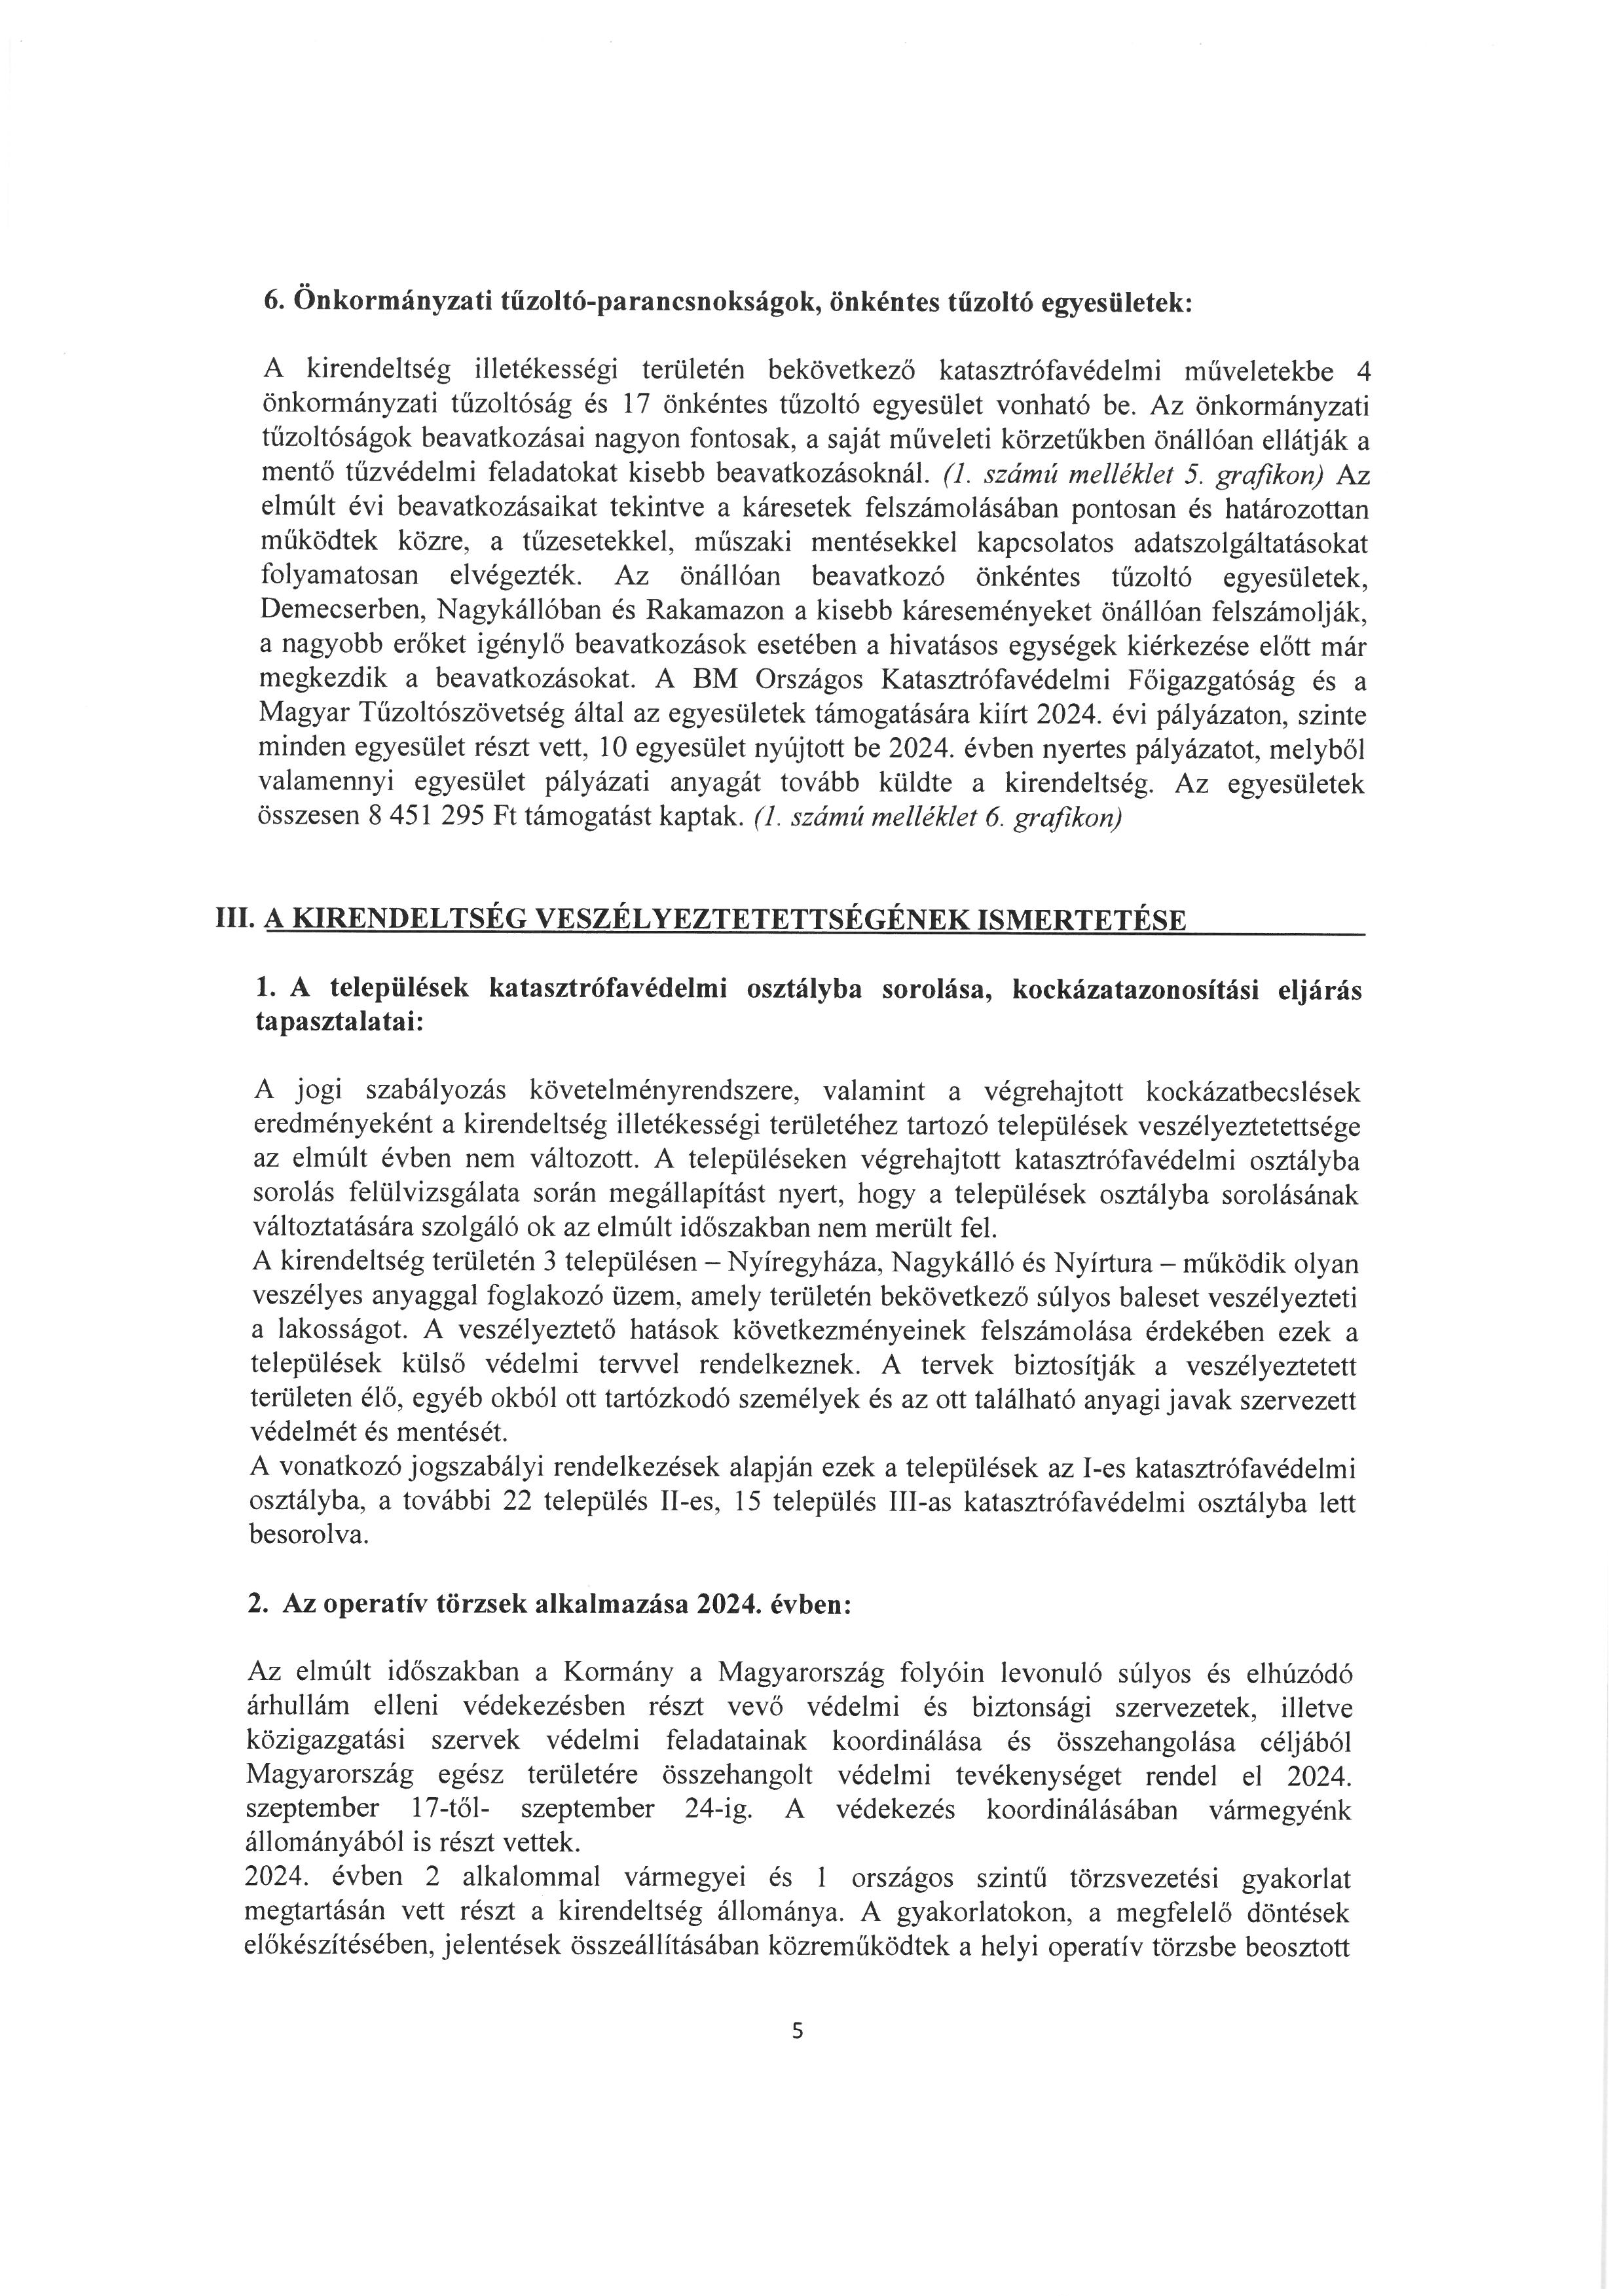 6. Önkormányzati tűzoltó-parancsnokságok, önkéntes tűzoltó egyesületek:
A kirendeltség illetékességi területén bekövetkező katasztrófavédelmi műveletekbe 4
önkormányzati tűzoltóság és 17 önkéntes tűzoltó egyesület vonható be. Az önkormányzati
tűzoltóságok beavatkozásai nagyon fontosak, a saját műveleti körzetűkben önállóan ellátják a
mentő tűzvédelmi feladatokat kisebb beavatkozásoknál. (1. számú melléklet 5. grafikon) Az
elmúlt évi beavatkozásaikat tekintve a káresetek felszámolásában pontosan és határozottan
működtek közre, a tűzesetekkel, műszaki mentésekkel kapcsolatos adatszolgáltatásokat
folyamatosan elvégezték. Az önállóan beavatkozó önkéntes tűzoltó egyesületek,
Demecserben, Nagykállóban és Rakamazon a kisebb káreseményeket önállóan felszámolják,
a nagyobb erőket igénylő beavatkozások esetében a hivatásos egységek kiérkezése előtt már
megkezdik a beavatkozásokat. A BM Országos Katasztrófavédelmi Főigazgatóság és a
Magyar Tűzoltószövetség által az egyesületek támogatására kiírt 2024. évi pályázaton, szinte
minden egyesület részt vett, 10 egyesület nyújtott be 2024. évben nyertes pályázatot, melyből
valamennyi egyesület pályázati anyagát tovább küldte a kirendeltség. Az egyesületek
összesen 8 451 295 Ft támogatást kaptak. (1. számú melléklet 6. grafikon)
III. A KIRENDELTSÉG VESZÉLYEZTETETTSÉGÉNEK ISMERTETÉSE
1. A települések katasztrófavédelmi osztályba sorolása, kockázatazonosítási eljárás
tapasztalatai:
A jogi szabályozás követelményrendszere, valamint a végrehajtott kockázatbecslések
eredményeként a kirendeltség illetékességi területéhez tartozó települések veszélyeztetettsége
az elmúlt évben nem változott. A településeken végrehajtott katasztrófavédelmi osztályba
sorolás felülvizsgálata során megállapítást nyert, hogy a települések osztályba sorolásának
változtatására szolgáló ok az elmúlt időszakban nem merült fel.
A kirendeltség területén 3 településen – Nyíregyháza, Nagykálló és Nyírtura – működik olyan
veszélyes anyaggal foglakozó üzem, amely területén bekövetkező súlyos baleset veszélyezteti
a lakosságot. A veszélyeztető hatások következményeinek felszámolása érdekében ezek a
települések külső védelmi tervvel rendelkeznek. A tervek biztosítják a veszélyeztetett
területen élő, egyéb okból ott tartózkodó személyek és az ott található anyagi javak szervezett
védelmét és mentését.
A vonatkozó jogszabályi rendelkezések alapján ezek a települések az I-es katasztrófavédelmi
osztályba, a további 22 település II-es, 15 település III-as katasztrófavédelmi osztályba lett
besorolva.
2. Az operatív törzsek alkalmazása 2024. évben:
Az elmúlt időszakban a Kormány a Magyarország folyóin levonuló súlyos és elhúzódó
árhullám elleni védekezésben részt vevő védelmi és biztonsági szervezetek, illetve
közigazgatási szervek védelmi feladatainak koordinálása és összehangolása céljából
Magyarország egész területére összehangolt védelmi tevékenységet rendel el 2024.
szeptember 17-től- szeptember 24-ig. A védekezés koordinálásában vármegyénk
állományából is részt vettek.
2024. évben 2 alkalommal vármegyei és 1 országos szintű törzsvezetési gyakorlat
megtartásán vett részt a kirendeltség állománya. A gyakorlatokon, a megfelelő döntések
előkészítésében, jelentések összeállításában közreműködtek a helyi operatív törzsbe beosztott
5